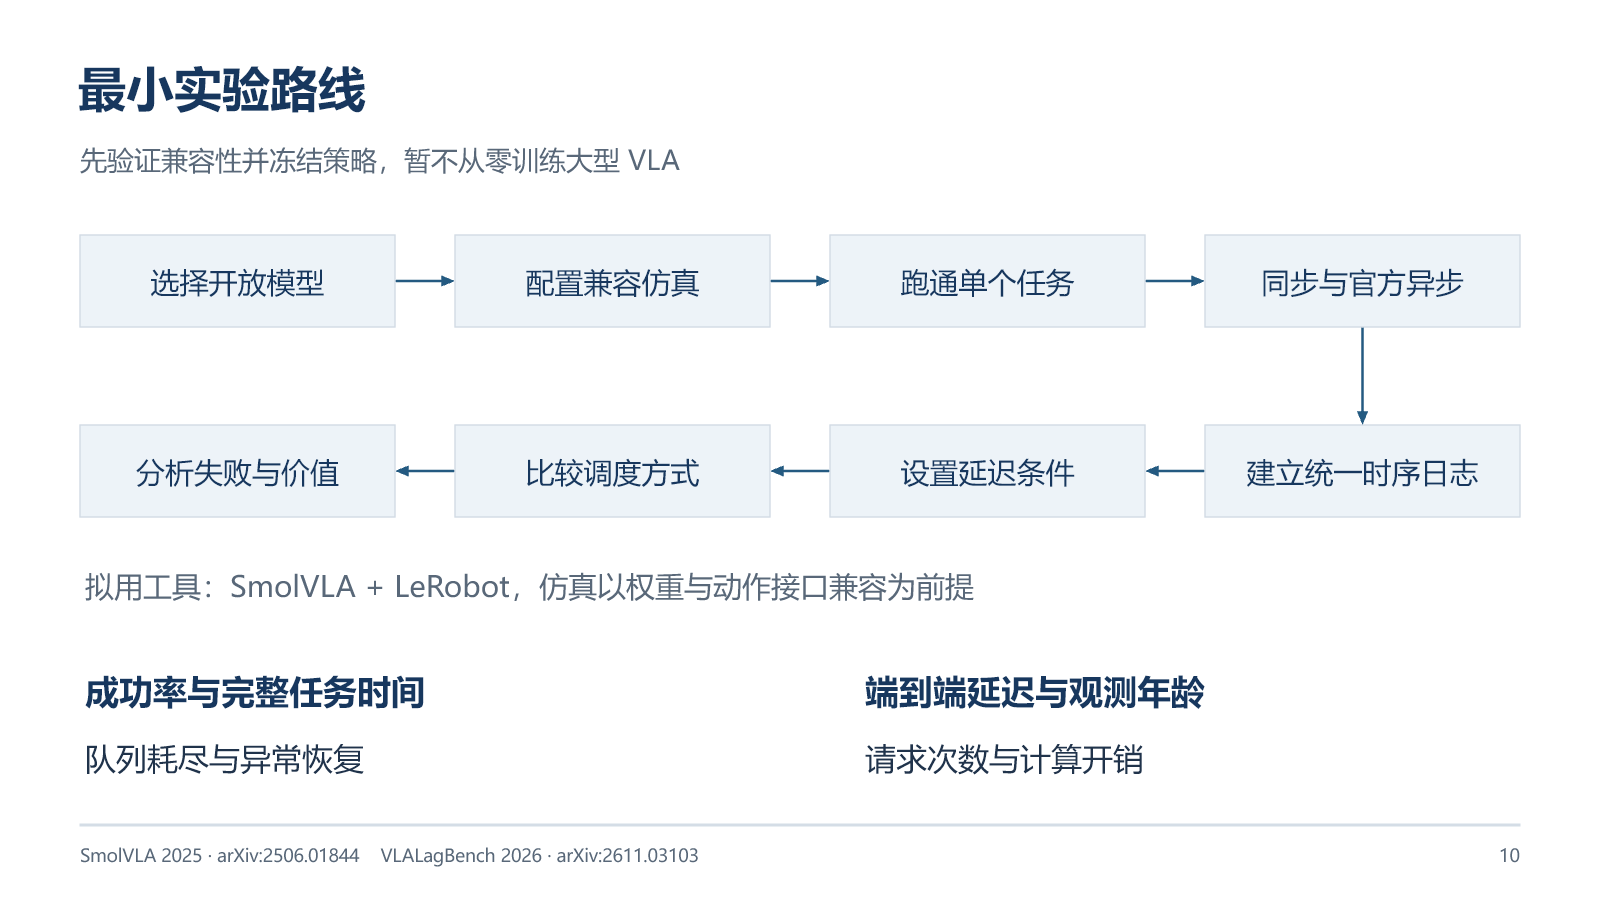 最小实验路线
先验证兼容性并冻结策略，暂不从零训练大型 VLA
选择开放模型
配置兼容仿真
跑通单个任务
同步与官方异步
建立统一时序日志
设置延迟条件
比较调度方式
分析失败与价值
拟用工具：SmolVLA + LeRobot，仿真以权重与动作接口兼容为前提
成功率与完整任务时间
队列耗尽与异常恢复
端到端延迟与观测年龄
请求次数与计算开销
SmolVLA 2025 · arXiv:2506.01844 VLALagBench 2026 · arXiv:2611.03103
10